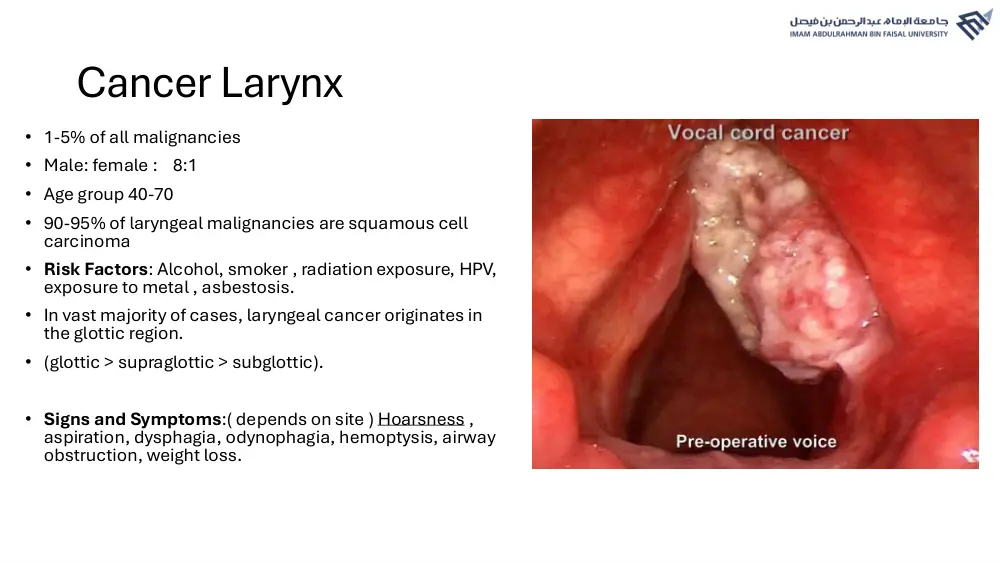 جامعة الإمام عبدالرحمن بن فيصل
IMAM ABDULRAHMAN BIN FAISAL UNIVERSITY
Cancer Larynx
• 1-5% of all malignancies
• Male: female : 8:1
• Age group 40-70
• 90-95% of laryngeal malignancies are squamous cell
carcinoma
• Risk Factors: Alcohol, smoker , radiation exposure, HPV,
exposure to metal , asbestosis.
• In vast majority of cases, laryngeal cancer originates in
the glottic region.
• (glottic > supraglottic > subglottic).
• Signs and Symptoms:( depends on site ) Hoarsness ,
aspiration, dysphagia, odynophagia, hemoptysis, airway
obstruction, weight loss.
Vocal cord cancer
Pre-operative voice